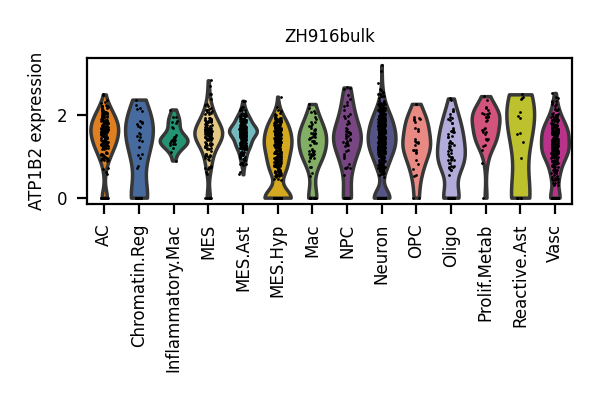 ZH916bulk
ATP1B2 expression
2
0
AC
Chromatin.Reg
Inflammatory.Mac
MES
MES.Ast
MES.Hyp
Mac
NPC
Neuron
OPC
Oligo
Prolif.Metab
Reactive.Ast
Vasc